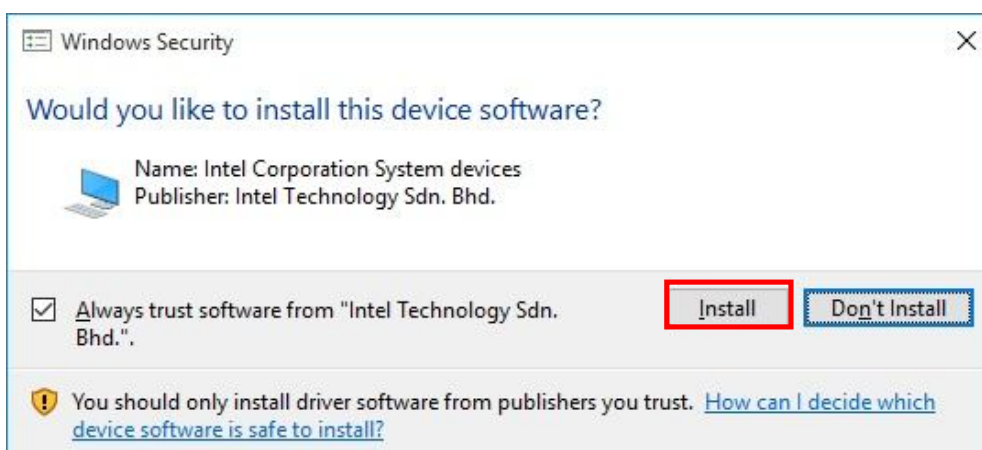 Windows Security
Would you like to install this device software?
Name: Intel Corporation System devices
Publisher: Intel Technology Sdn. Bhd.
Always trust software from "Intel Technology Sdn.
Bhd.".
Install
Don't Install
You should only install driver software from publishers you trust. How can I decide which
device software is safe to install?